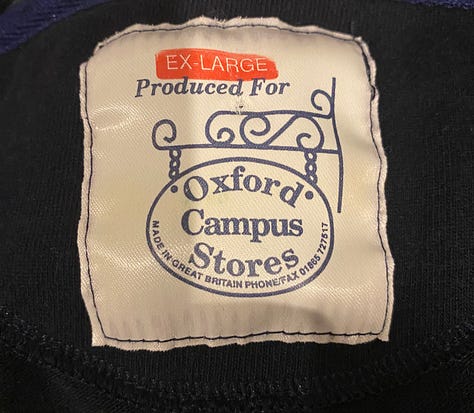 EX-LARGE
Produced For
Oxford
Campus
Stores
MADE IN GREAT BRITAIN PHONE/FAX 01865 727517